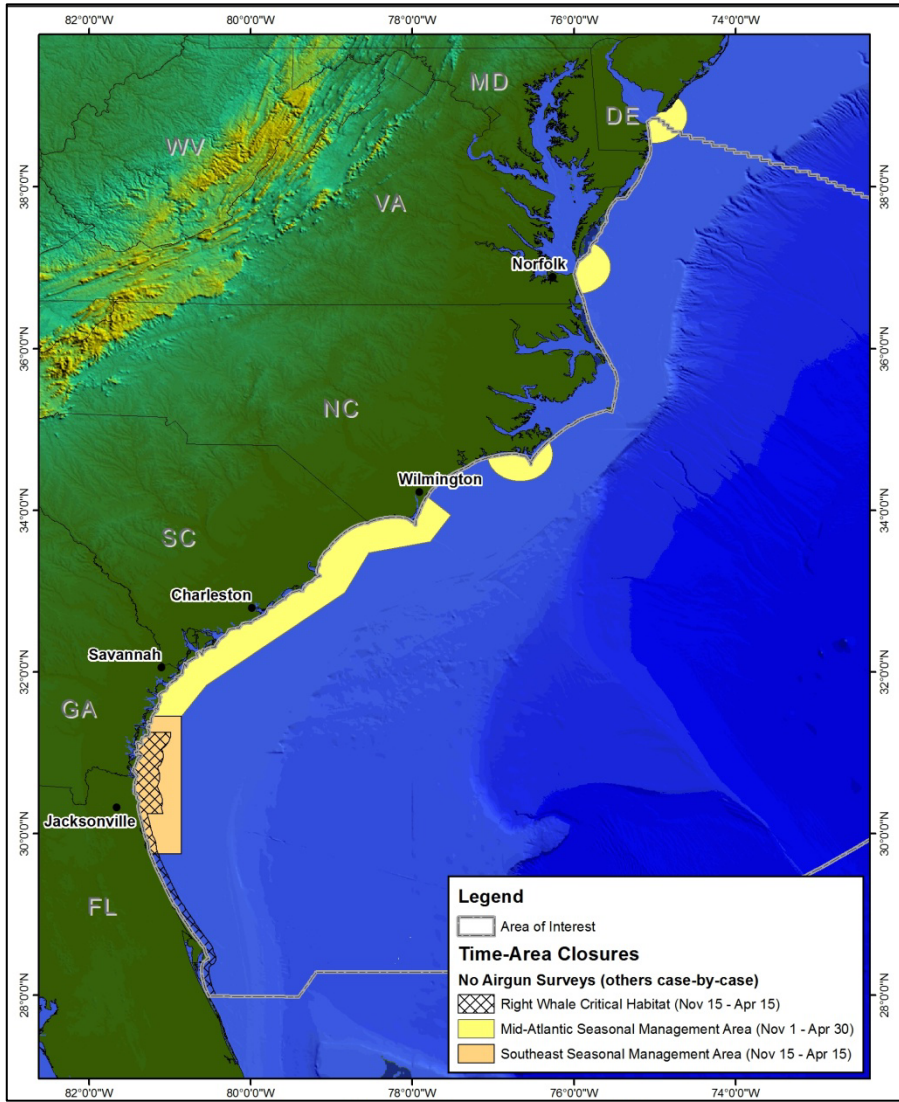 82°0'0"W 80°0'0"W 78°0'0"W 76°0'0"W 74°0'0"W
MD
DE
WV
38°0'0"N 38°0'0"N
VA
Norfolk
36°0'0"N 36°0'0"N
NC
Wilmington
34°0'0"N 34°0'0"N
SC
Charleston
Savannah
32°0'0"N 32°0'0"N
GA
Jacksonville
30°0'0"N 30°0'0"N
FL
Legend
Area of Interest
Time-Area Closures
No Airgun Surveys (others case-by-case)
Right Whale Critical Habitat (Nov 15 - Apr 15)
Mid-Atlantic Seasonal Management Area (Nov 1 - Apr 30)
Southeast Seasonal Management Area (Nov 15 - Apr 15)
28°0'0"N 28°0'0"N
82°0'0"W 80°0'0"W 78°0'0"W 76°0'0"W 74°0'0"W